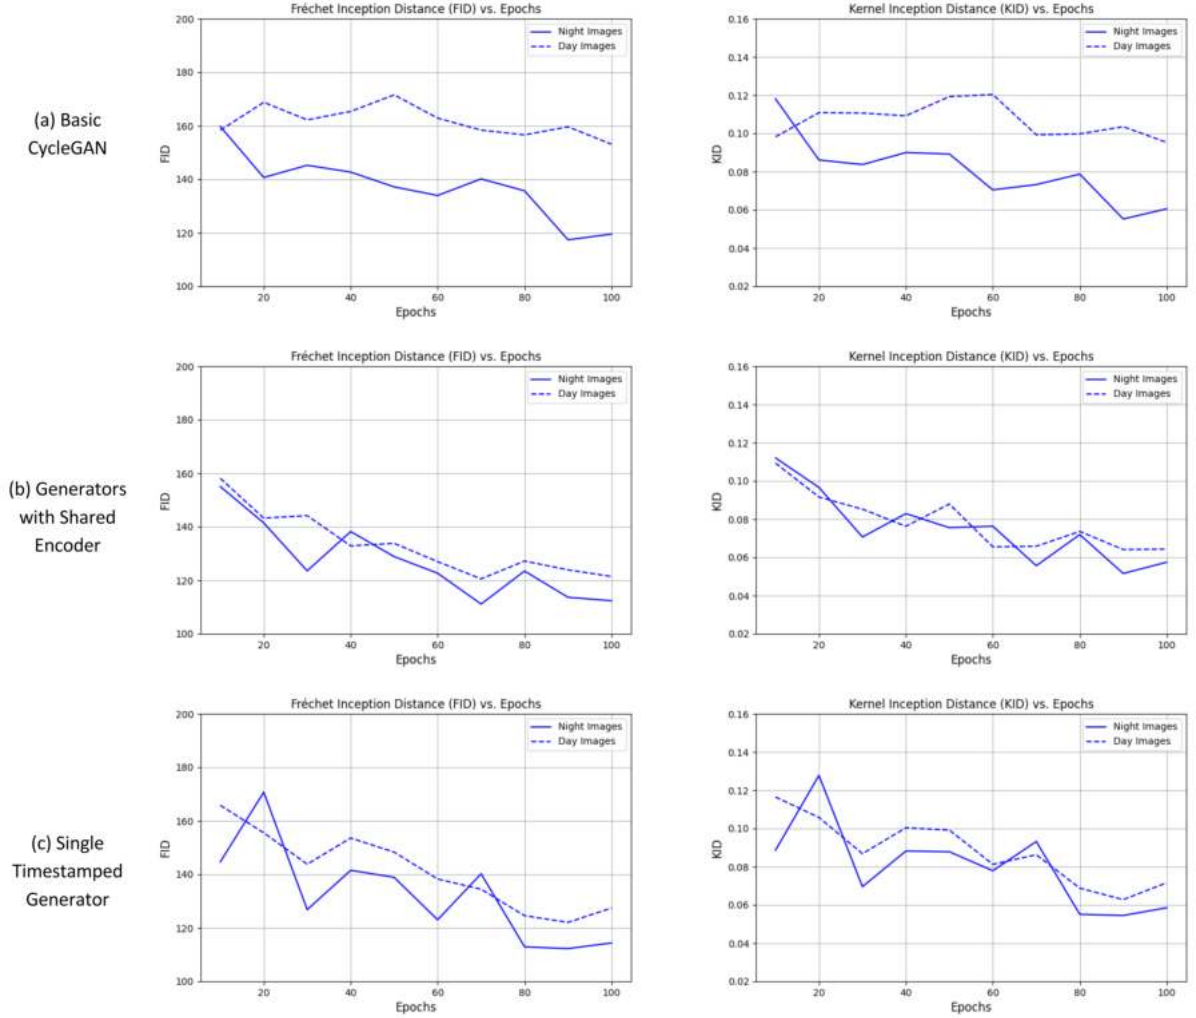 Fréchet Inception Distance (FID) vs. Epochs
200
180
160
140
120
100
FID
20
40
60
80
100
Epochs
Night Images
Day Images
Kernel Inception Distance (KID) vs. Epochs
0.16
0.14
0.12
0.10
0.08
0.06
0.04
0.02
KID
20
40
60
80
100
Epochs
Night Images
Day Images
(a) Basic
CycleGAN
Fréchet Inception Distance (FID) vs. Epochs
200
180
160
140
120
100
FID
20
40
60
80
100
Epochs
Night Images
Day Images
Kernel Inception Distance (KID) vs. Epochs
0.16
0.14
0.12
0.10
0.08
0.06
0.04
0.02
KID
20
40
60
80
100
Epochs
Night Images
Day Images
(b) Generators
with Shared
Encoder
Fréchet Inception Distance (FID) vs. Epochs
200
180
160
140
120
100
FID
20
40
60
80
100
Epochs
Night Images
Day Images
Kernel Inception Distance (KID) vs. Epochs
0.16
0.14
0.12
0.10
0.08
0.06
0.04
0.02
KID
20
40
60
80
100
Epochs
Night Images
Day Images
(c) Single
Timestamped
Generator